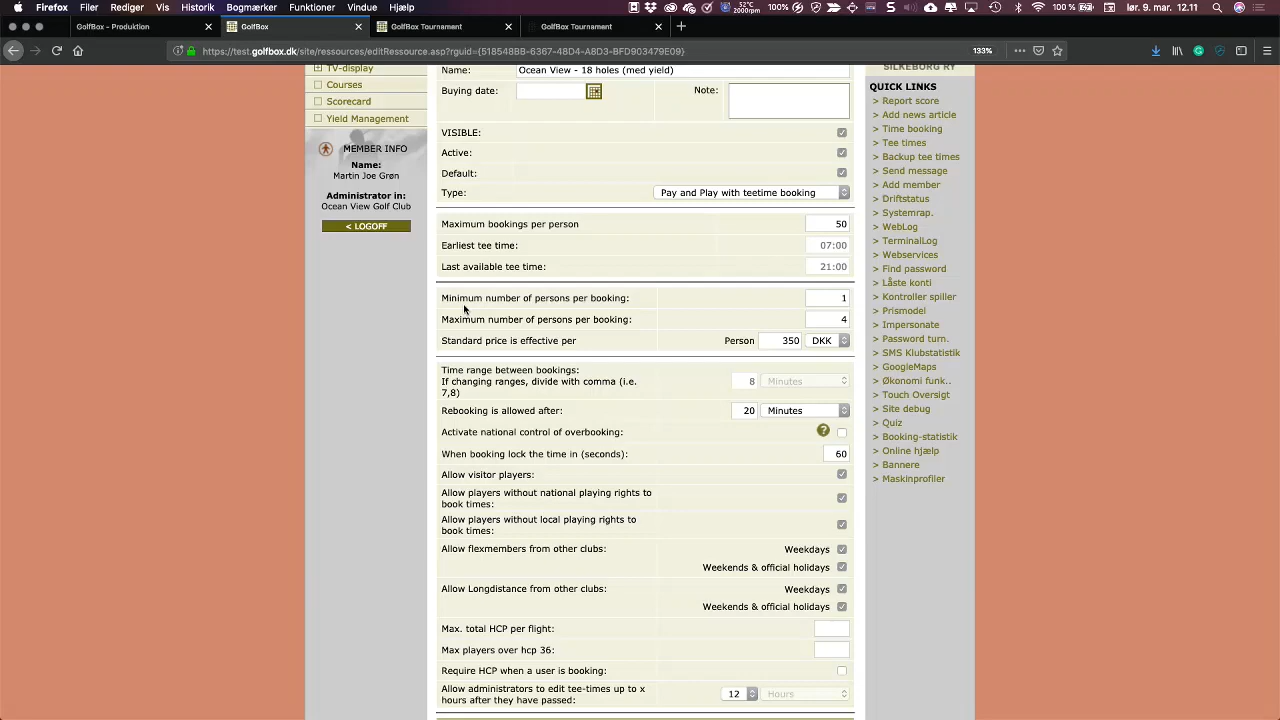 Firefox Arkiv Rediger Vis Historik Bogmærker Funktioner Vindue Hjælp
2000rpm 100% lør. 16. mar. 12.11
GolfBox - Produktion
GolfBox
GolfBox Tournament
GolfBox Tournament
https://test.golfbox.dk/site/ressources/editRessource.asp?rguid={518548BB-6367-48D4-A8D3-BFD903479E09}
133%
TV-display
Courses
Scorecard
Yield Management
MEMBER INFO
Name:
Martin Joe Grøn
Administrator in:
Ocean View Golf Club
< LOGOFF
Name: Ocean View - 18 holes (med yield)
Buying date: Note:
VISIBLE:
Active:
Default:
Type: Pay and Play with teetime booking
Maximum bookings per person 50
Earliest tee time: 07:00
Last available tee time: 21:00
Minimum number of persons per booking: 1
Maximum number of persons per booking: 4
Standard price is effective per Person 350 DKK
Time range between bookings:
If changing ranges, divide with comma (i.e.
7,8) 8 Minutes
Rebooking is allowed after: 20 Minutes
Activate national control of overbooking: ?
When booking lock the time in (seconds): 60
Allow visitor players:
Allow players without national playing rights to
book times:
Allow players without local playing rights to
book times:
Allow flexmembers from other clubs: Weekdays
Weekends & official holidays
Allow Longdistance from other clubs: Weekdays
Weekends & official holidays
Max. total HCP per flight:
Max players over hcp 36:
Require HCP when a user is booking:
Allow administrators to edit tee-times up to x
hours after they have passed: 12 Hours
SILKEBORG RY
QUICK LINKS
> Report score
> Add news article
> Time booking
> Tee times
> Backup tee times
> Send message
> Add member
> Driftstatus
> Systemrap.
> WebLog
> TerminalLog
> Webservices
> Find password
> Låste konti
> Kontroller spiller
> Prismodel
> Impersonate
> Password turn.
> SMS Klubstatistik
> GoogleMaps
> Økonomi funk..
> Touch Oversigt
> Site debug
> Quiz
> Booking-statistik
> Online hjælp
> Bannere
> Maskinprofiler